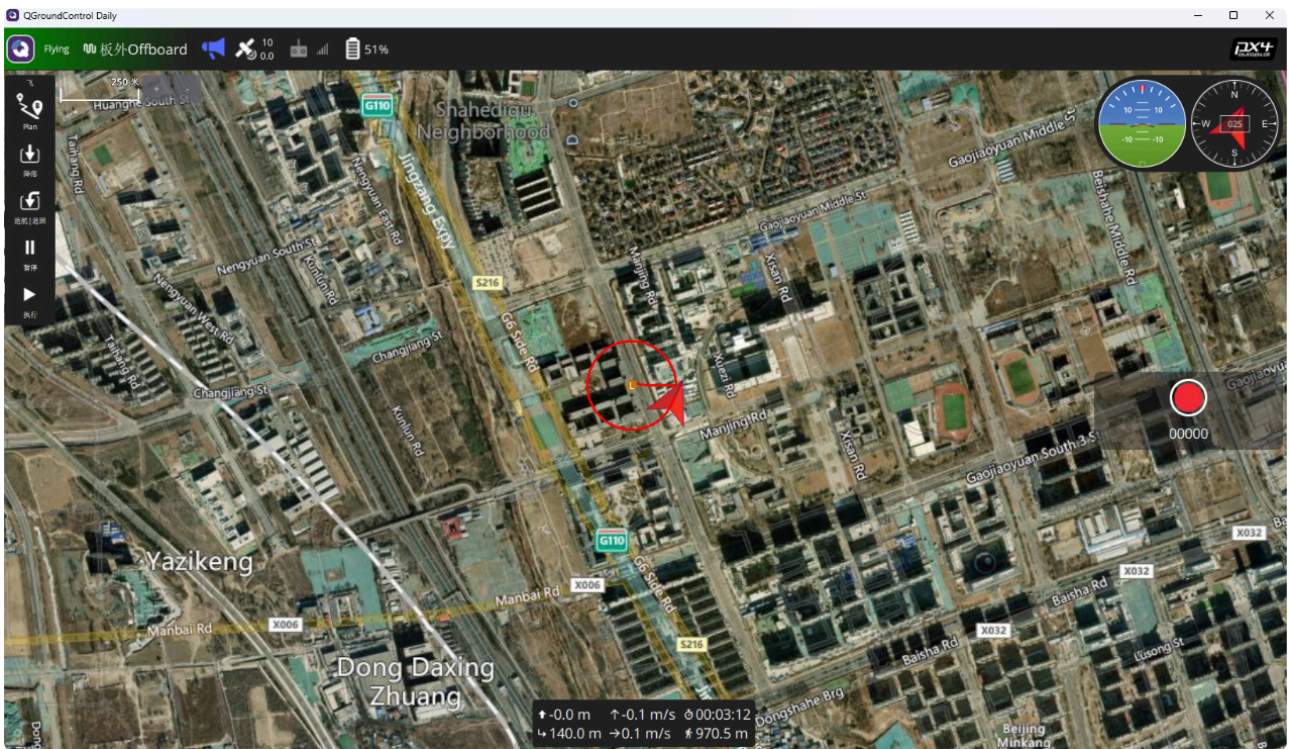 QGroundControl Daily
Flying 板外Offboard 10 0.0 51% PX4
250 米
Huanghe South St
G110
Shahediqu
Neighborhood
Taihang Rd
Plan
降落
返航|返回
暂停
执行
Nengyuan East Rd
Jingzang Expy
Nengyuan South St
Kunlun Rd
Nengyuan West Rd
Taihang Rd
Changjiang St
Changjiang St
Kunlun Rd
S216
G6 Side Rd
Gaojiaoyuan Middle St
Gaojiaoyuan Middle St
Beishahe Middle Rd
Manjing Rd
Xisan Rd
Xuezi Rd
L
Manjing Rd
Xisan Rd
Gaojiaoyuan South 3 St
10 10
-10 -10
N
W 025 E
S
00000
Yazikeng
G110
G6 Side Rd
X006
Manbai Rd
Manbai Rd
X006
X032
X032
X032
Baisha Rd
Baisha Rd
Lusong St
S216
Dong Daxing
Zhuang
Dongshahe Brg
Beijing
Minkang
-0.0 m -0.1 m/s 00:03:12
140.0 m 0.1 m/s 970.5 m